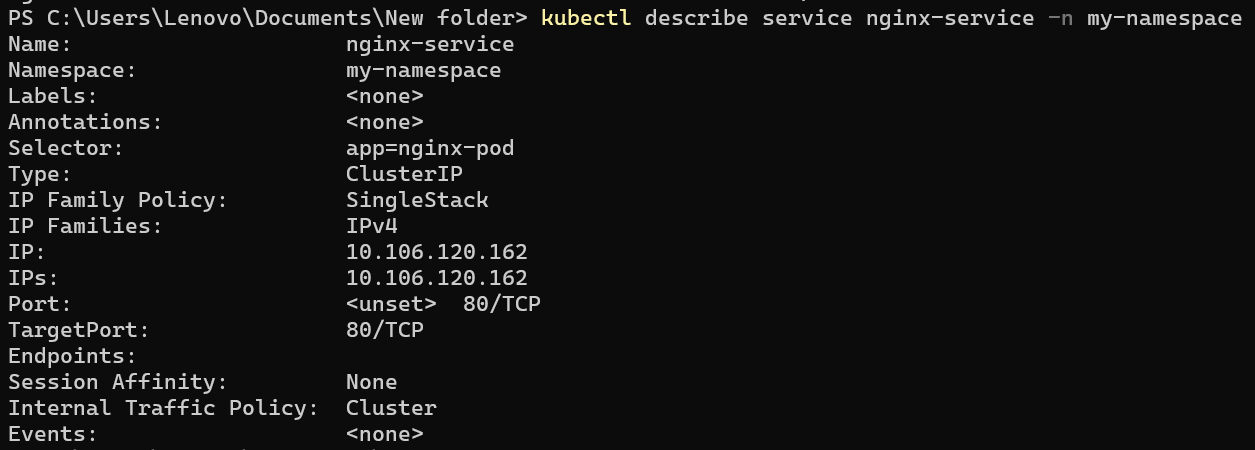 PS C:\Users\Lenovo\Documents\New folder> kubectl describe service nginx-service -n my-namespace
Name:                     nginx-service
Namespace:                my-namespace
Labels:                   <none>
Annotations:              <none>
Selector:                 app=nginx-pod
Type:                     ClusterIP
IP Family Policy:         SingleStack
IP Families:              IPv4
IP:                       10.106.120.162
IPs:                      10.106.120.162
Port:                     <unset>  80/TCP
TargetPort:               80/TCP
Endpoints:
Session Affinity:         None
Internal Traffic Policy:  Cluster
Events:                   <none>